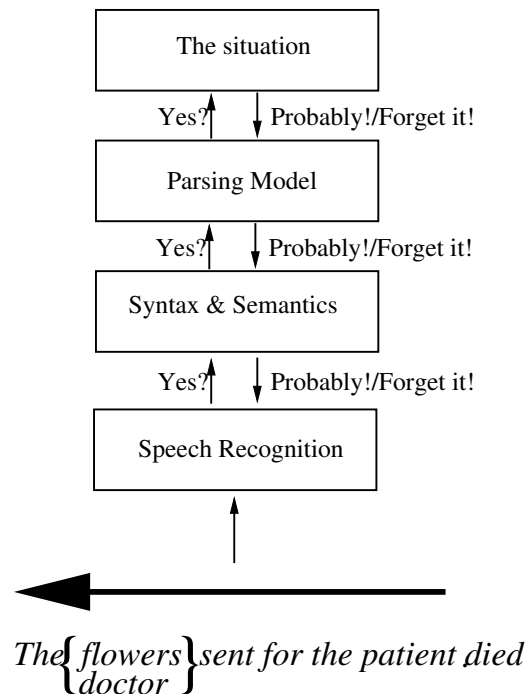 The situation
Yes? Probably!/Forget it!
Parsing Model
Yes? Probably!/Forget it!
Syntax & Semantics
Yes? Probably!/Forget it!
Speech Recognition
The { flowers } sent for the patient died.
doctor